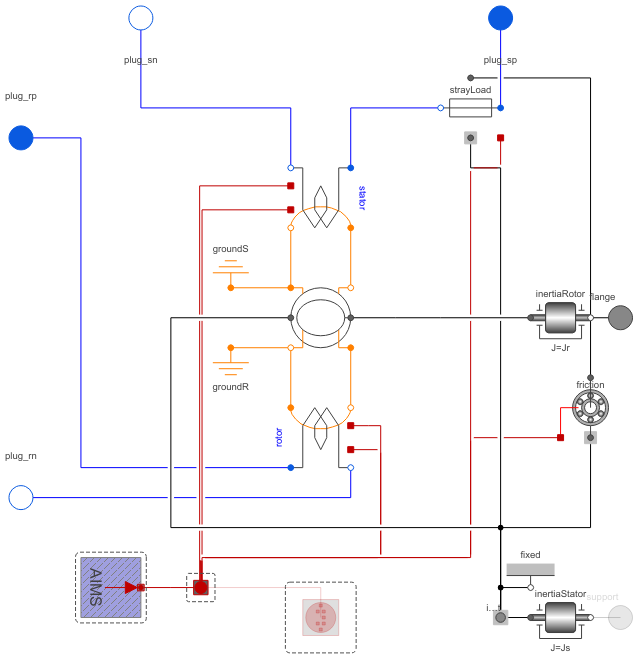 plug_sn
plug_sp
plug_rp
strayLoad
stator
groundS
inertiaRotor
flange
J=Jr
groundR
friction
rotor
plug_rn
fixed
AIMS
inertiaStator
support
i...t
J=Js